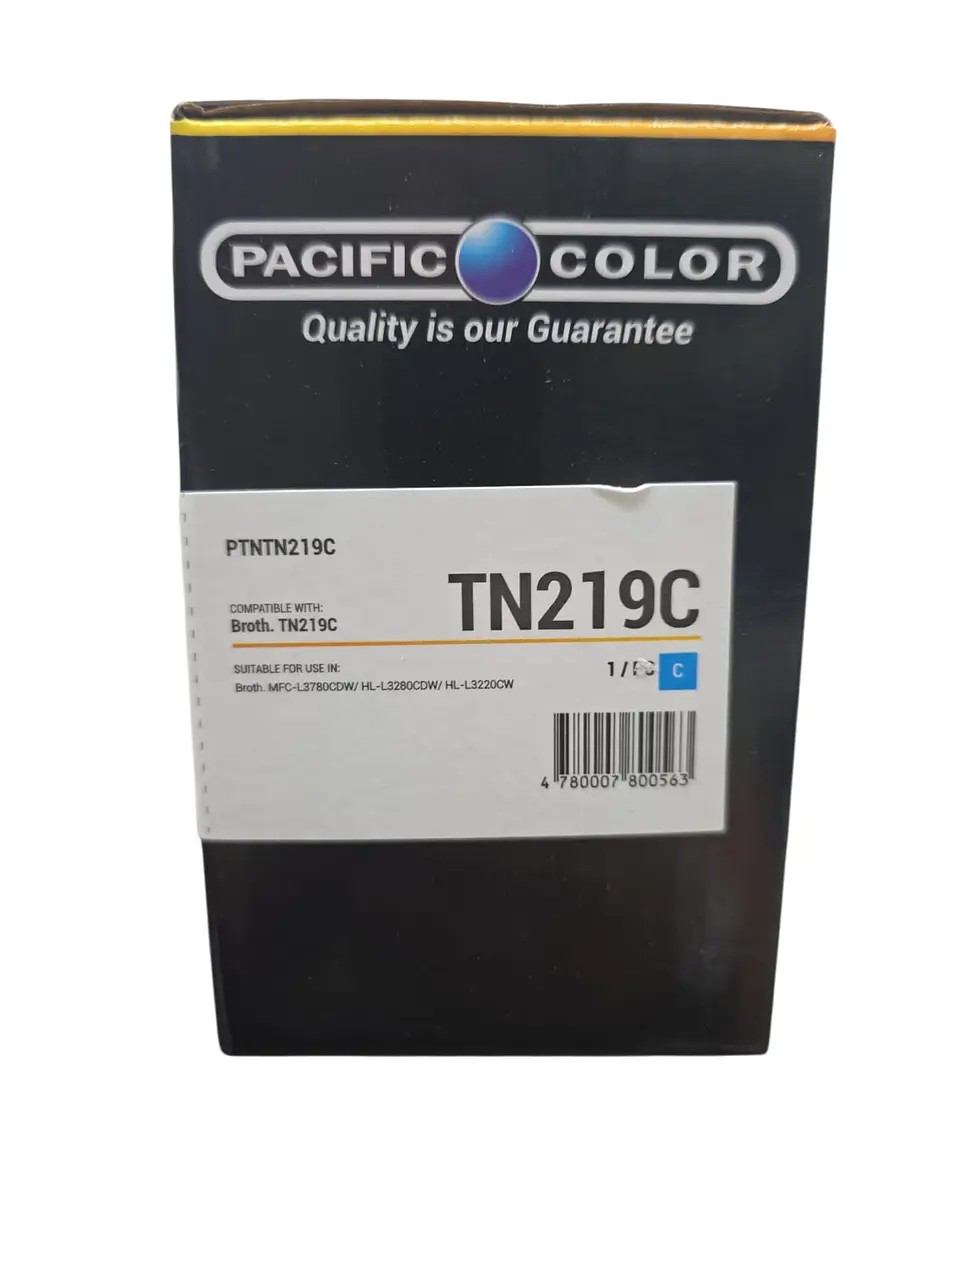 PACIFIC COLOR
Quality is our Guarantee
PTNTN219C
TN219C
COMPATIBLE WITH:
Broth. TN219C
SUITABLE FOR USE IN:
Broth. MFC-L3780CDW/ HL-L3280CDW/ HL-L3220CW
1 / C
4 780007 800563